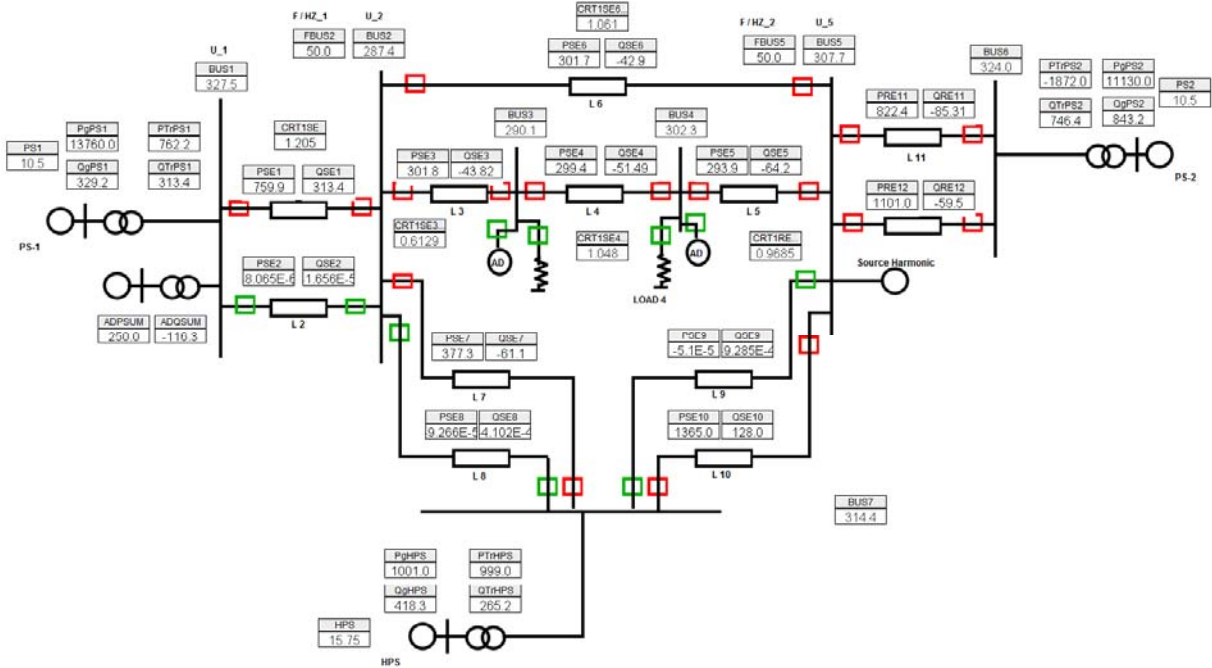 CRT1SE6...
1.061
F / HZ_1 U_2
F / HZ_2 U_5
FBUS2 BUS2
50.0 287.4
PSE6 QSE6
301.7 -42.9
FBUS5 BUS5
50.0 307.7
U_1
BUS1
327.5
BUS6
324.0
PTrPS2 PgPS2
-1872.0 11130.0
PS2
10.5
QTrPS2 QgPS2
746.4 843.2
L 6
BUS3
290.1
BUS4
302.3
PRE11 QRE11
822.4 -85.31
L 11
PS1
10.5
PgPS1 PTrPS1
13760.0 762.2
QgPS1 QTrPS1
329.2 313.4
CRT1SE
1.205
PSE1 QSE1
759.9 313.4
PSE3 QSE3
301.8 -43.82
PSE4 QSE4
299.4 -51.49
PSE5 QSE5
293.9 -64.2
PS-2
PRE12 QRE12
1101.0 -59.5
L 3
L 4
L 5
PS-1
CRT1SE3...
0.6129
CRT1SE4...
1.048
CRT1RE...
0.9685
AD
AD
Source Harmonic
PSE2 QSE2
8.065E-6 1.656E-5
L 2
LOAD 4
ADPSUM ADQSUM
250.0 -116.3
PSE7 QSE7
377.3 -61.1
L 7
PSE9 QSE9
-5.1E-5 9.285E-4
L 9
PSE8 QSE8
9.266E-5 4.102E-4
L 8
PSE10 QSE10
1365.0 128.0
L 10
BUS7
314.4
PgHPS PTrHPS
1001.0 999.0
QgHPS QTrHPS
418.3 265.2
HPS
15.75
HPS